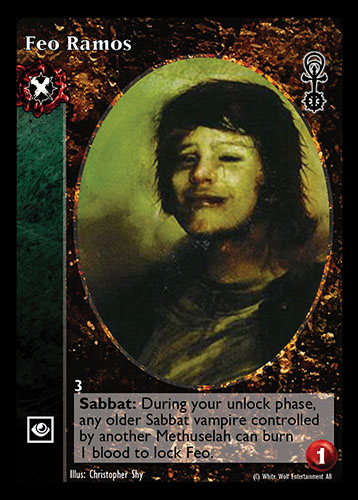 Feo Ramos
3
Sabbat: During your unlock phase,
any older Sabbat vampire controlled
by another Methuselah can burn
1 blood to lock Feo.
1
Illus: Christopher Shy
(C) White Wolf Entertainment AB